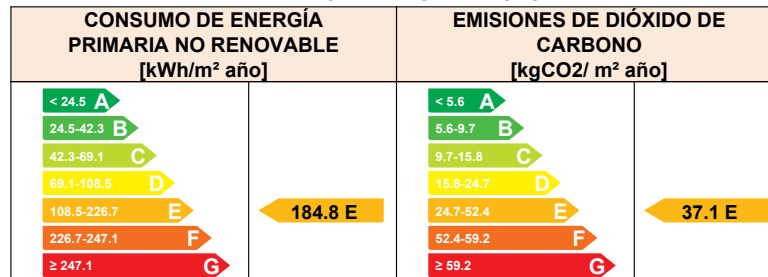 CONSUMO DE ENERGÍA
PRIMARIA NO RENOVABLE
[kWh/m² año]
EMISIONES DE DIÓXIDO DE
CARBONO
[kgCO2/ m² año]
< 24.5 A
24.5-42.3 B
42.3-69.1 C
69.1-108.5 D
108.5-226.7 E
226.7-247.1 F
≥ 247.1 G
184.8 E
< 5.6 A
5.6-9.7 B
9.7-15.8 C
15.8-24.7 D
24.7-52.4 E
52.4-59.2 F
≥ 59.2 G
37.1 E